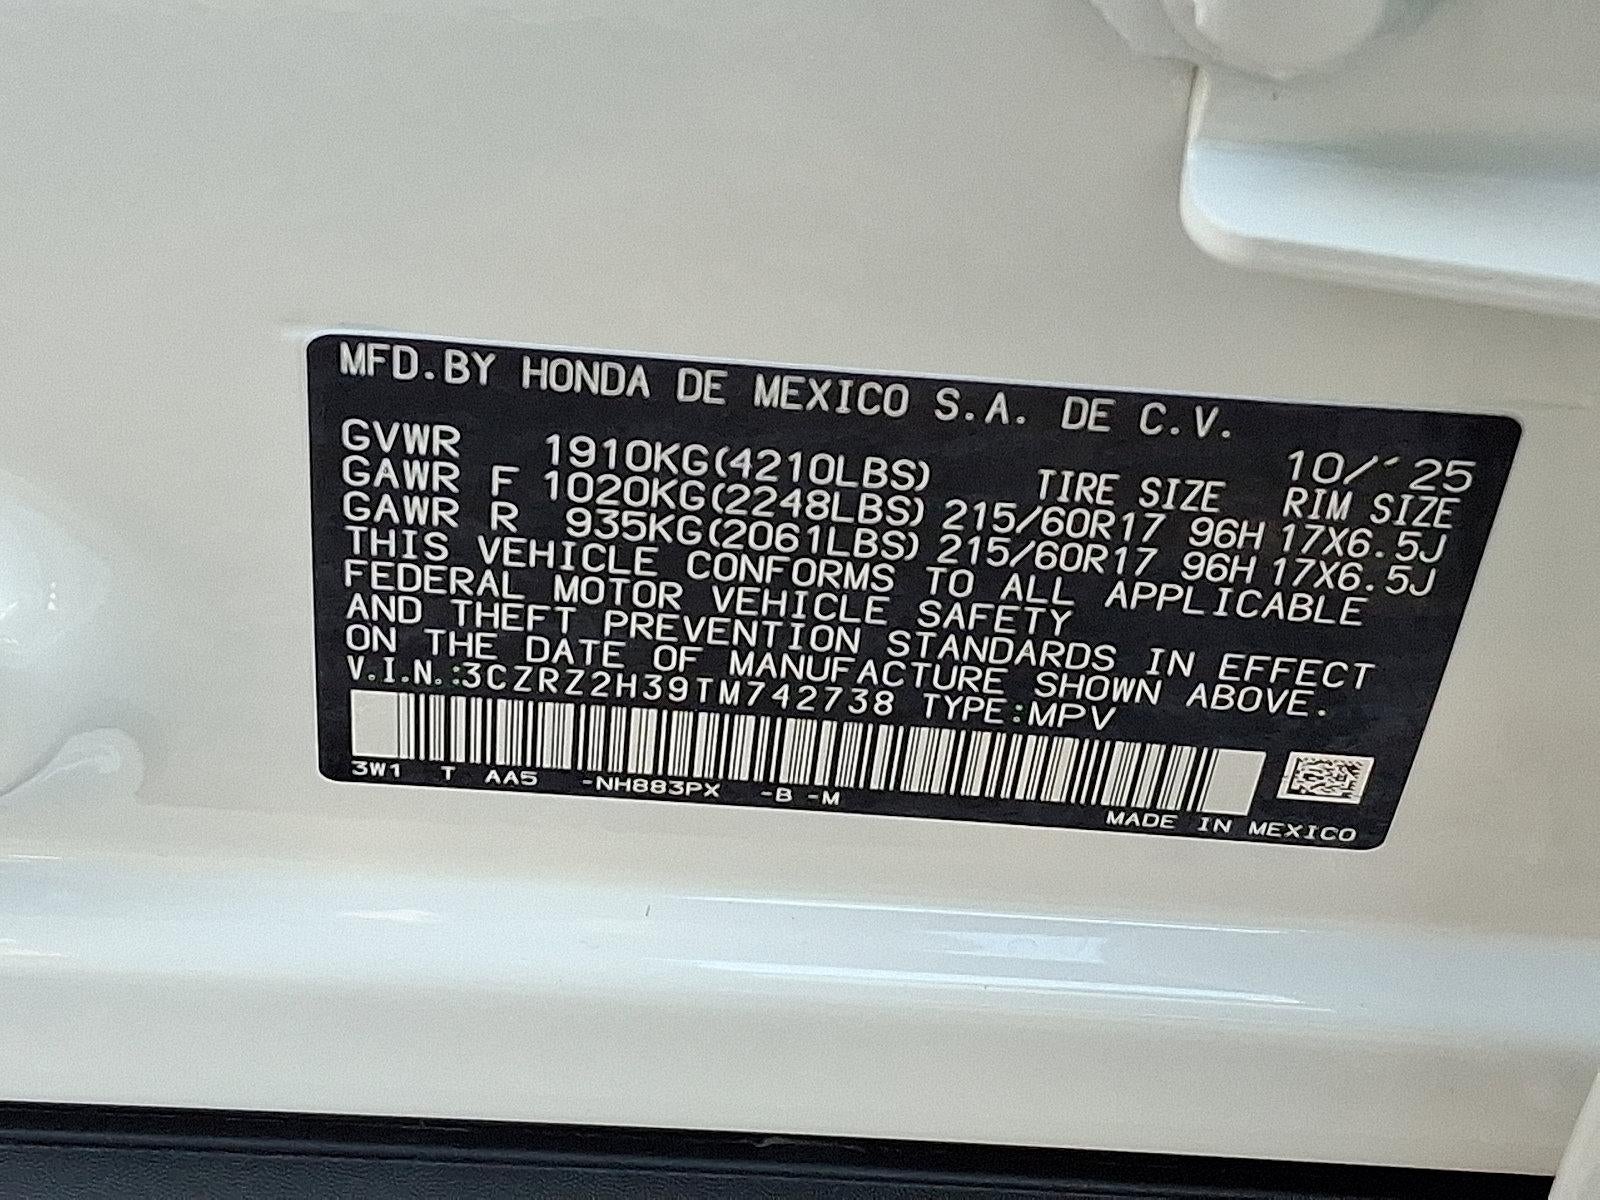 MFD.BY HONDA DE MEXICO S.A. DE C.V.
10/'25
GVWR 1910KG(4210LBS) TIRE SIZE RIM SIZE
GAWR F 1020KG(2248LBS) 215/60R17 96H 17X6.5J
GAWR R 935KG(2061LBS) 215/60R17 96H 17X6.5J
THIS VEHICLE CONFORMS TO ALL APPLICABLE
FEDERAL MOTOR VEHICLE SAFETY
AND THEFT PREVENTION STANDARDS IN EFFECT
ON THE DATE OF MANUFACTURE SHOWN ABOVE.
V.I.N.:3CZRZ2H39TM742738 TYPE:MPV
3W1 T AA5 -NH883PX -B -M
MADE IN MEXICO